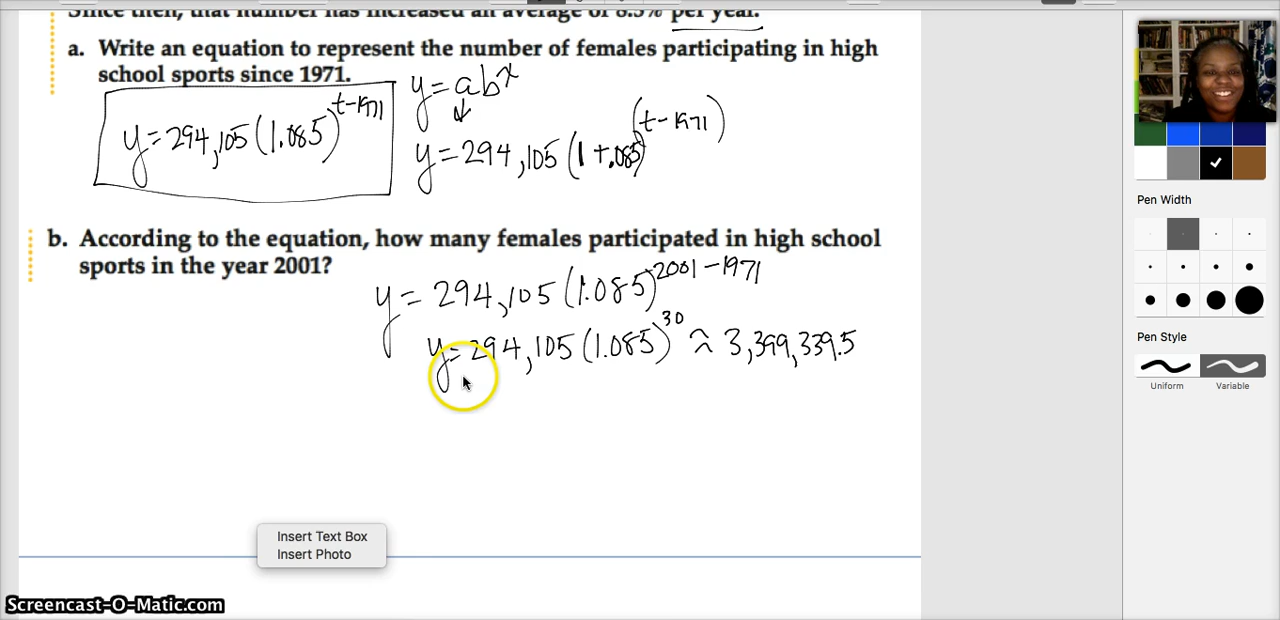 Since then, that number has increased an average of 8.5% per year.
a. Write an equation to represent the number of females participating in high
school sports since 1971.
y=ab^x
y=294,105(1.085)^t-1971
y=294,105(1+.085)^(t-1971)
b. According to the equation, how many females participated in high school
sports in the year 2001?
y=294,105(1.085)^2001-1971
y=294,105(1.085)^30≈3,399,339.5
Insert Text Box
Insert Photo
Screencast-O-Matic.com
Pen Width
Pen Style
Uniform Variable